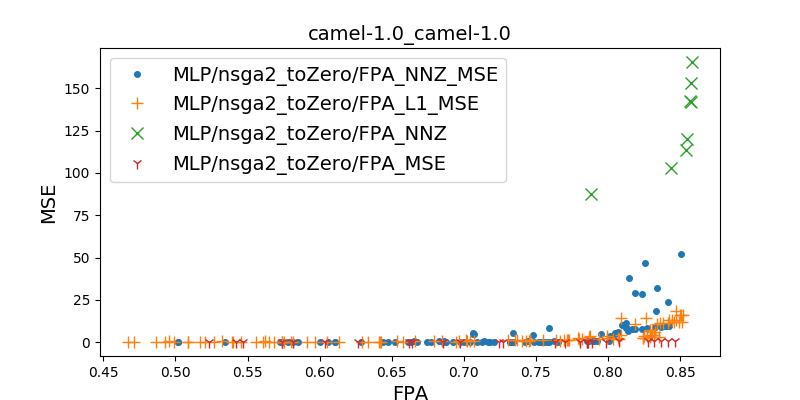 camel-1.0_camel-1.0
MLP/nsga2_toZero/FPA_NNZ_MSE
MLP/nsga2_toZero/FPA_L1_MSE
MLP/nsga2_toZero/FPA_NNZ
MLP/nsga2_toZero/FPA_MSE
MSE
150
125
100
75
50
25
0
0.45 0.50 0.55 0.60 0.65 0.70 0.75 0.80 0.85
FPA